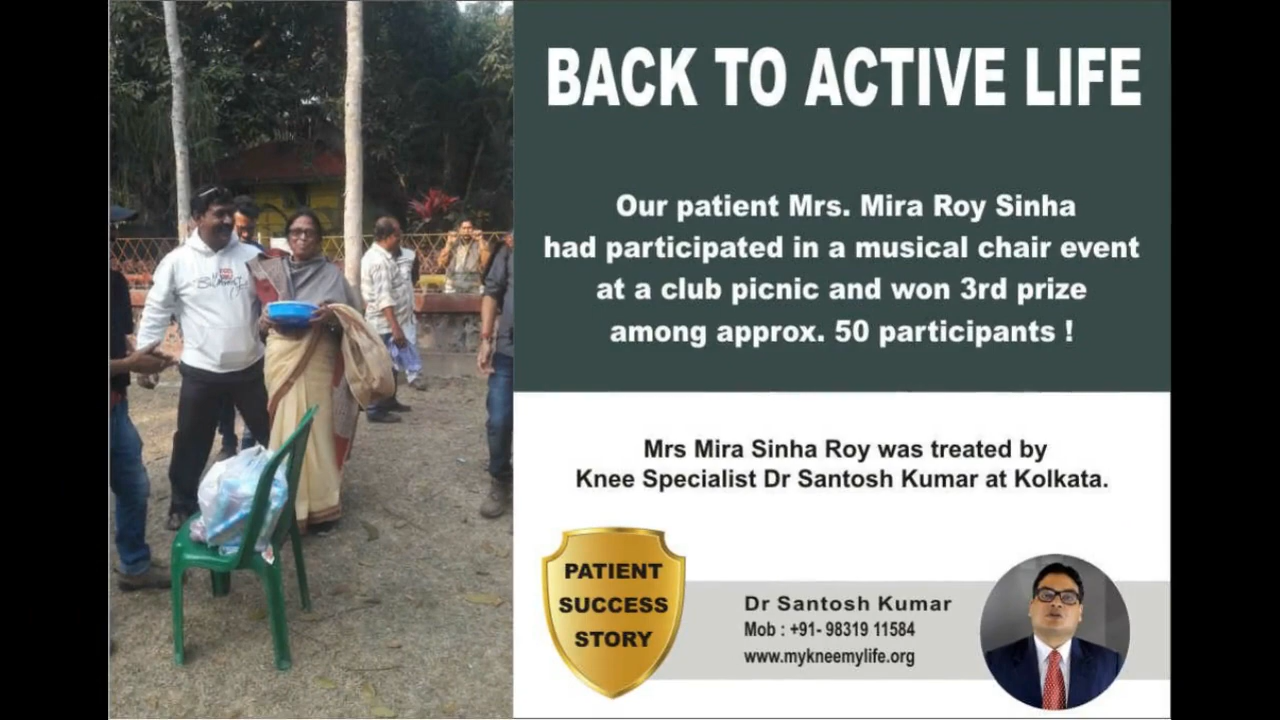 BACK TO ACTIVE LIFE
Our patient Mrs. Mira Roy Sinha
had participated in a musical chair event
at a club picnic and won 3rd prize
among approx. 50 participants !
Mrs Mira Sinha Roy was treated by
Knee Specialist Dr Santosh Kumar at Kolkata.
PATIENT
SUCCESS
STORY
Dr Santosh Kumar
Mob : +91- 98319 11584
www.mykneemylife.org